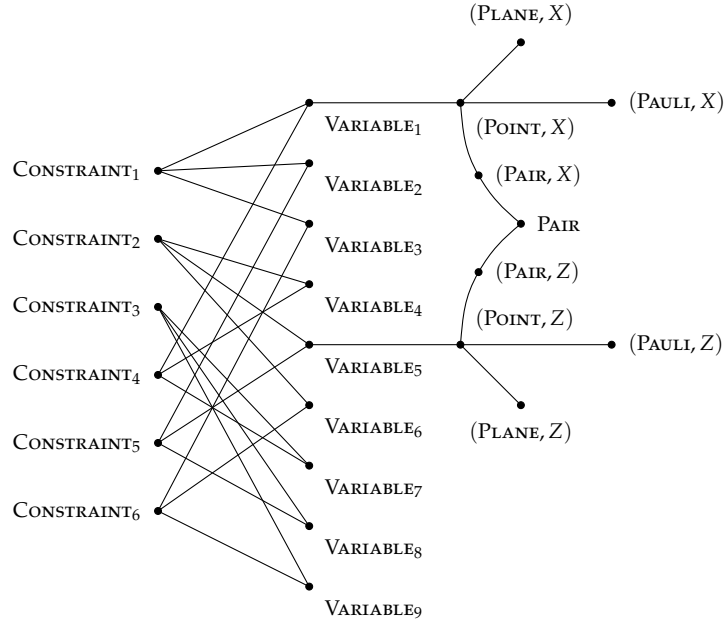 (PLANE, X)
(PAULI, X)
VARIABLE₁
(POINT, X)
CONSTRAINT₁
VARIABLE₂
(PAIR, X)
PAIR
CONSTRAINT₂
VARIABLE₃
(PAIR, Z)
CONSTRAINT₃
VARIABLE₄
(POINT, Z)
(PAULI, Z)
VARIABLE₅
CONSTRAINT₄
VARIABLE₆
(PLANE, Z)
CONSTRAINT₅
VARIABLE₇
CONSTRAINT₆
VARIABLE₈
VARIABLE₉